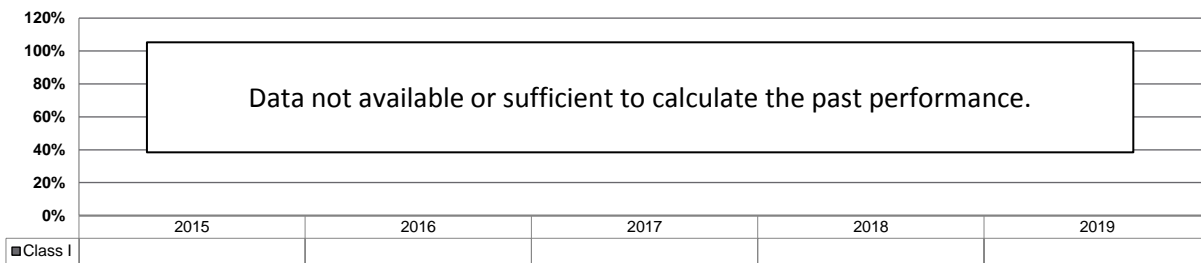 120%
100%
80%
60%
40%
20%
0%
Data not available or sufficient to calculate the past performance.
2015 2016 2017 2018 2019
Class I